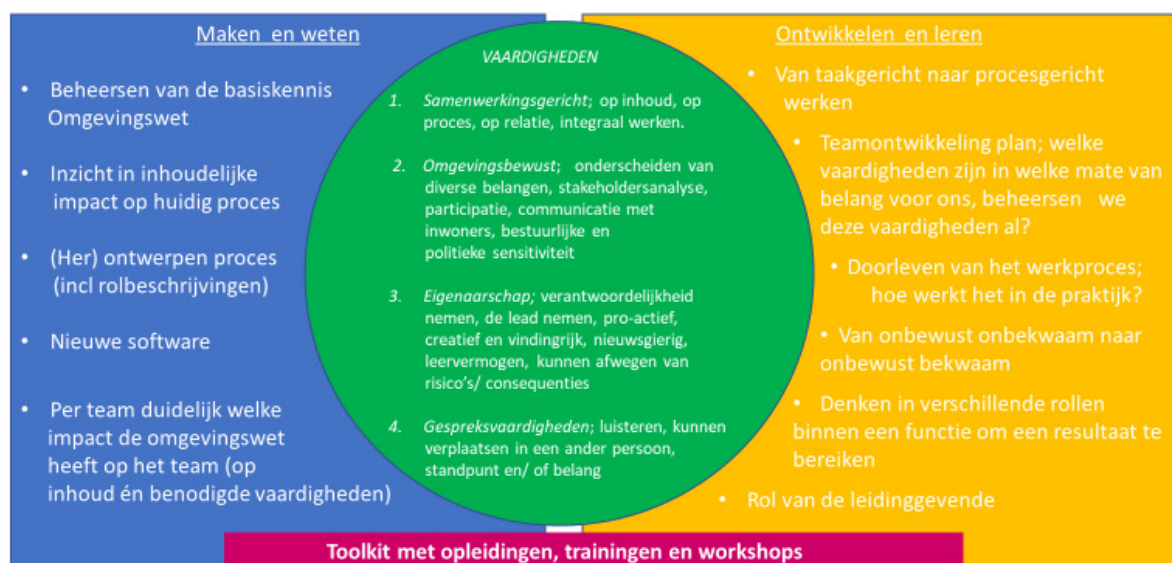 Maken en weten
• Beheersen van de basiskennis
Omgevingswet
• Inzicht in inhoudelijke
impact op huidig proces
• (Her) ontwerpen proces
(incl rolbeschrijvingen)
• Nieuwe software
• Per team duidelijk welke
impact de omgevingswet
heeft op het team (op
inhoud én benodigde vaardigheden)
VAARDIGHEDEN
1. Samenwerkingsgericht; op inhoud, op
proces, op relatie, integraal werken.
2. Omgevingsbewust; onderscheiden van
diverse belangen, stakeholdersanalyse,
participatie, communicatie met
inwoners, bestuurlijke en
politieke sensitiviteit
3. Eigenaarschap; verantwoordelijkheid
nemen, de lead nemen, pro-actief,
creatief en vindingrijk, nieuwsgierig,
leervermogen, kunnen afwegen van
risico's/ consequenties
4. Gespreksvaardigheden; luisteren, kunnen
verplaatsen in een ander persoon,
standpunt en/ of belang
Ontwikkelen en leren
• Van taakgericht naar procesgericht
werken
• Teamontwikkeling plan; welke
vaardigheden zijn in welke mate van
belang voor ons, beheersen we
deze vaardigheden al?
• Doorleven van het werkproces;
hoe werkt het in de praktijk?
• Van onbewust onbekwaam naar
onbewust bekwaam
• Denken in verschillende rollen
binnen een functie om een resultaat te
bereiken
• Rol van de leidinggevende
Toolkit met opleidingen, trainingen en workshops